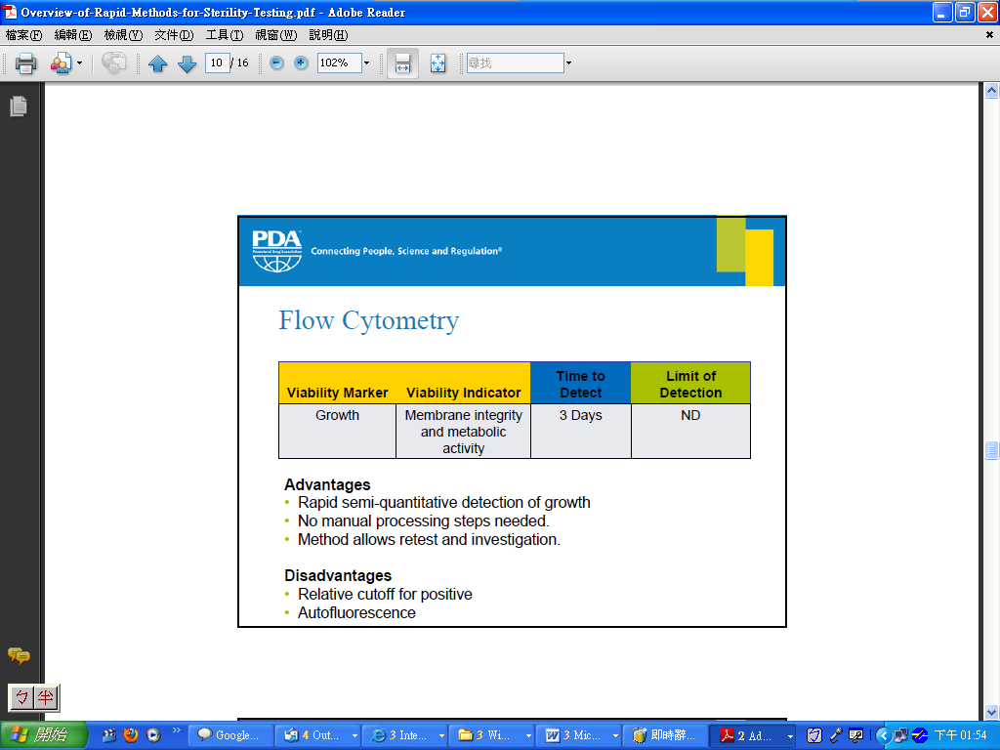 Overview-of-Rapid-Methods-for-Sterility-Testing.pdf - Adobe Reader
檔案(F) 編輯(E) 檢視(V) 文件(D) 工具(T) 視窗(W) 說明(H)
10 / 16 102% 尋找
PDA
Parenteral Drug Association
Connecting People, Science and Regulation®
Flow Cytometry
Viability Marker Viability Indicator Time to Detect Limit of Detection
Growth Membrane integrity and metabolic activity 3 Days ND
Advantages
• Rapid semi-quantitative detection of growth
• No manual processing steps needed.
• Method allows retest and investigation.
Disadvantages
• Relative cutoff for positive
• Autofluorescence
ㄅ 半
開始 » Google... 4 Out... 3 Inte... 3 Wi... 3 Mic... 即時辭... 2 Ad... 下午 01:54